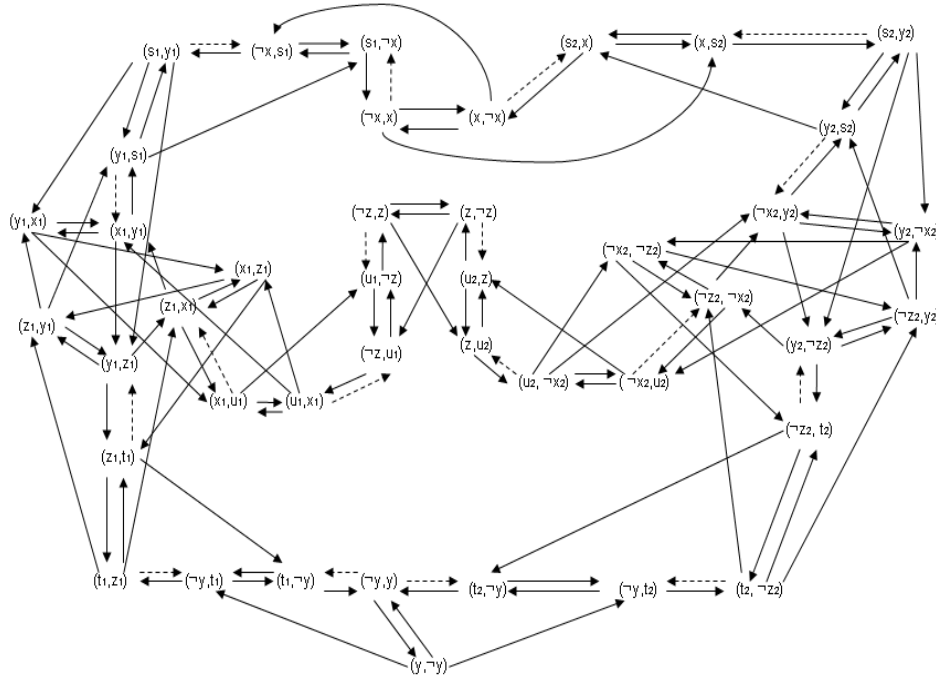 (s₁,y₁) (¬x,s₁) (s₁,¬x) (s₂,x) (x,s₂) (s₂,y₂)
(¬x,x) (x,¬x) (y₂,s₂)
(y₁,s₁)
(y₁,x₁) (x₁,y₁) (¬z,z) (z,¬z) (¬x₂,y₂) (y₂,¬x₂)
(x₁,z₁) (u₁,¬z) (u₂,z) (¬x₂, ¬z₂)
(z₁,y₁) (z₁,x₁) (¬z₂, ¬x₂) (¬z₂,y₂)
(y₁,z₁) (¬z,u₁) (z,u₂) (y₂,¬z₂)
(x₁,u₁) (u₁,x₁) (u₂, ¬x₂) (¬x₂,u₂)
(z₁,t₁) (¬z₂, t₂)
(t₁,z₁) (¬y,t₁) (t₁,¬y) (¬y,y) (t₂,¬y) (¬y,t₂) (t₂, ¬z₂)
(y,¬y)